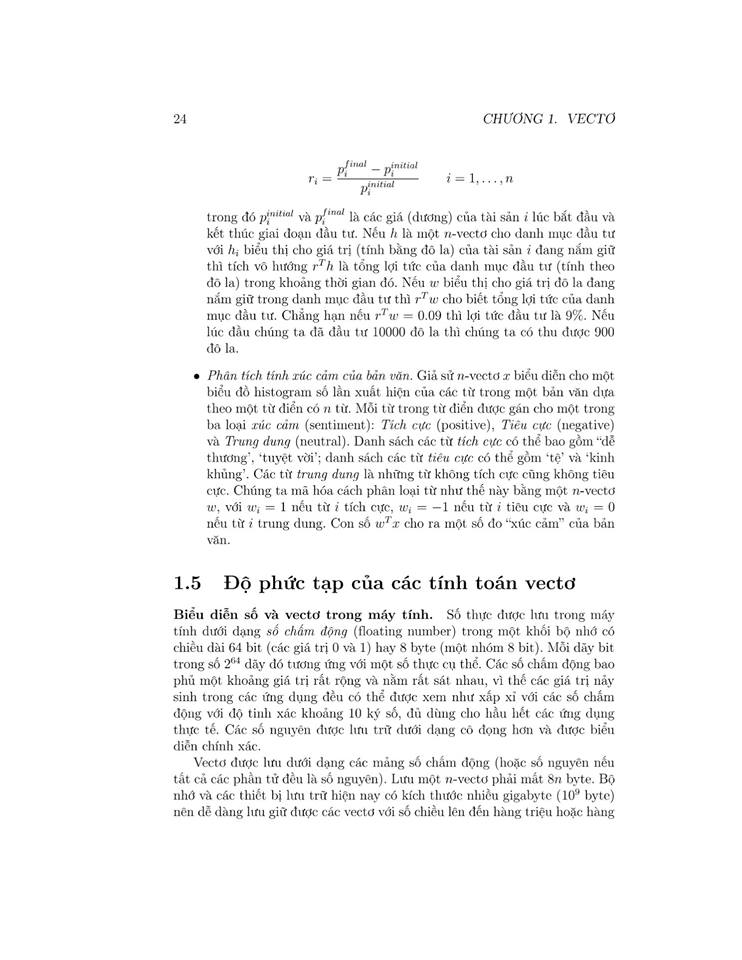 24 CHƯƠNG 1. VECTƠ
r_i = \frac{p_i^{final} - p_i^{initial}}{p_i^{initial}} i = 1, . . . , n
trong đó p_i^{initial} và p_i^{final} là các giá (dương) của tài sản i lúc bắt đầu và
kết thúc giai đoạn đầu tư. Nếu h là một n-vectơ cho danh mục đầu tư
với h_i biểu thị cho giá trị (tính bằng đô la) của tài sản i đang nắm giữ
thì tích vô hướng r^T h là tổng lợi tức của danh mục đầu tư (tính theo
đô la) trong khoảng thời gian đó. Nếu w biểu thị cho giá trị đô la đang
nắm giữ trong danh mục đầu tư thì r^T w cho biết tổng lợi tức của danh
mục đầu tư. Chẳng hạn nếu r^T w = 0.09 thì lợi tức đầu tư là 9%. Nếu
lúc đầu chúng ta đã đầu tư 10000 đô la thì chúng ta có thu được 900
đô la.
• Phân tích tính xúc cảm của bản văn. Giả sử n-vectơ x biểu diễn cho một
biểu đồ histogram số lần xuất hiện của các từ trong một bản văn dựa
theo một từ điển có n từ. Mỗi từ trong từ điển được gán cho một trong
ba loại xúc cảm (sentiment): Tích cực (positive), Tiêu cực (negative)
và Trung dung (neutral). Danh sách các từ tích cực có thể bao gồm “dễ
thương’, ‘tuyệt vời’; danh sách các từ tiêu cực có thể gồm ‘tệ’ và ‘kinh
khủng’. Các từ trung dung là những từ không tích cực cũng không tiêu
cực. Chúng ta mã hóa cách phân loại từ như thế này bằng một n-vectơ
w, với w_i = 1 nếu từ i tích cực, w_i = −1 nếu từ i tiêu cực và w_i = 0
nếu từ i trung dung. Con số w^T x cho ra một số đo “xúc cảm” của bản
văn.
1.5 Độ phức tạp của các tính toán vectơ
Biểu diễn số và vectơ trong máy tính. Số thực được lưu trong máy
tính dưới dạng số chấm động (floating number) trong một khối bộ nhớ có
chiều dài 64 bit (các giá trị 0 và 1) hay 8 byte (một nhóm 8 bit). Mỗi dãy bit
trong số 2^{64} dãy đó tương ứng với một số thực cụ thể. Các số chấm động bao
phủ một khoảng giá trị rất rộng và nằm rất sát nhau, vì thế các giá trị nảy
sinh trong các ứng dụng đều có thể được xem như xấp xỉ với các số chấm
động với độ tinh xác khoảng 10 ký số, đủ dùng cho hầu hết các ứng dụng
thực tế. Các số nguyên được lưu trữ dưới dạng cô đọng hơn và được biểu
diễn chính xác.
Vectơ được lưu dưới dạng các mảng số chấm động (hoặc số nguyên nếu
tất cả các phần tử đều là số nguyên). Lưu một n-vectơ phải mất 8n byte. Bộ
nhớ và các thiết bị lưu trữ hiện nay có kích thước nhiều gigabyte (10^9 byte)
nên dễ dàng lưu giữ được các vectơ với số chiều lên đến hàng triệu hoặc hàng